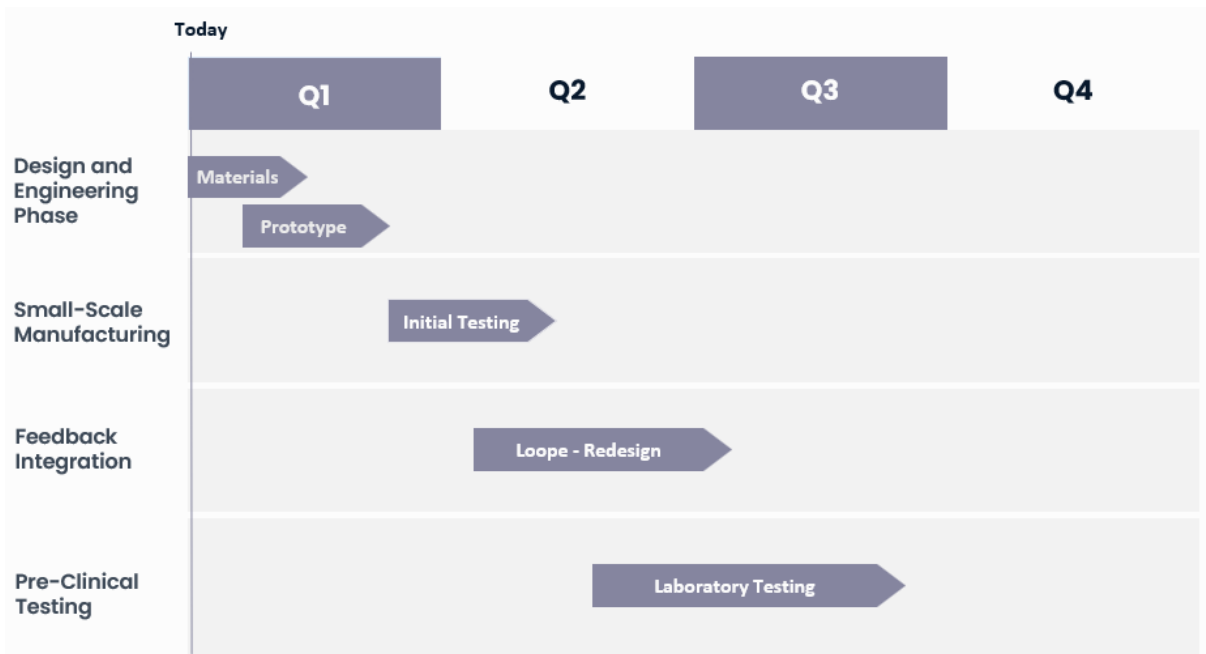 Today
Q1
Q2
Q3
Q4
Design and
Engineering
Phase
Materials
Prototype
Small-Scale
Manufacturing
Initial Testing
Feedback
Integration
Loope - Redesign
Pre-Clinical
Testing
Laboratory Testing